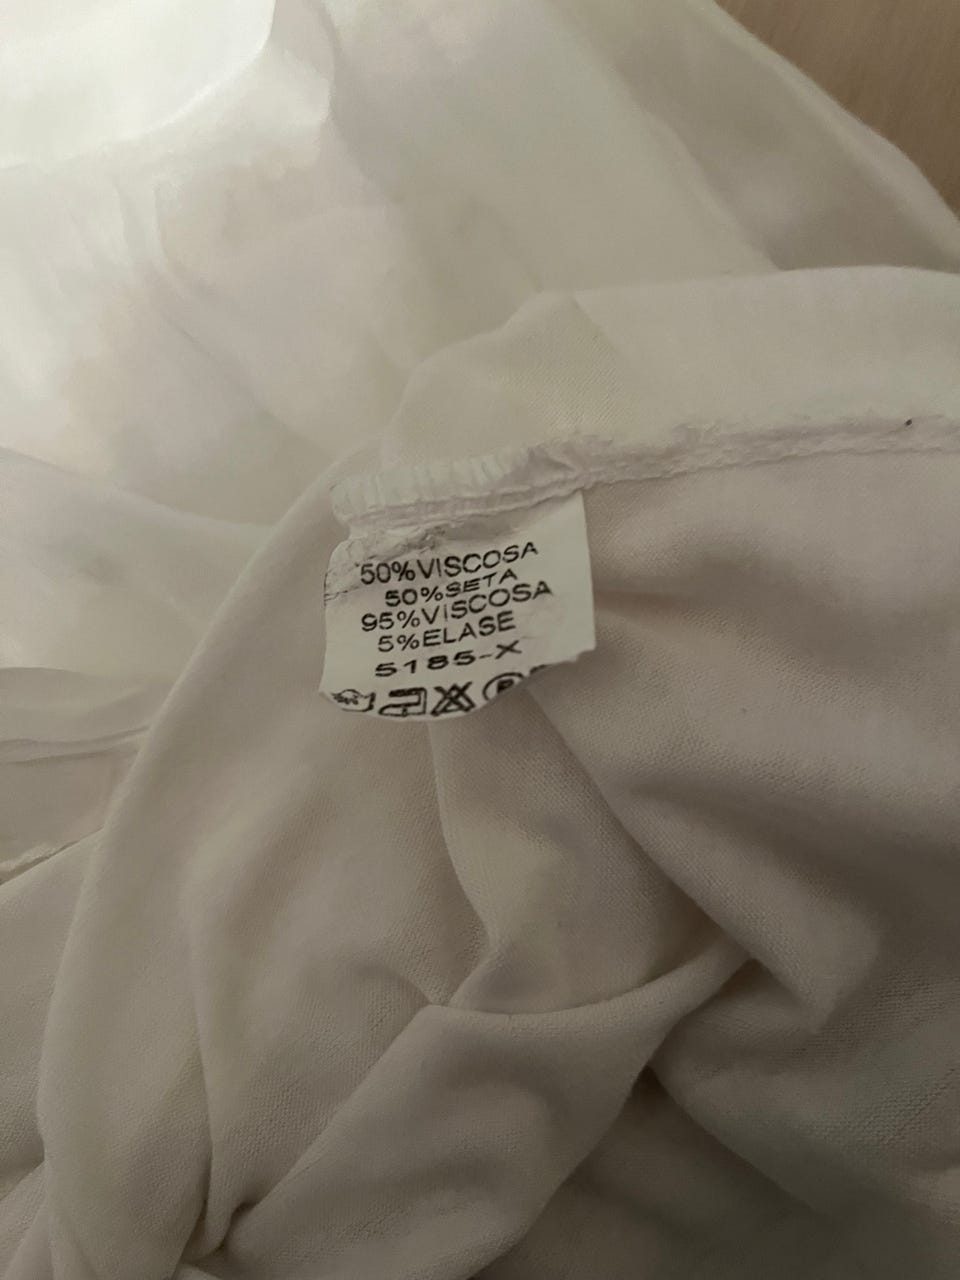 50%VISCOSA
50%SETA
95%VISCOSA
5%ELASE
5185-X
P